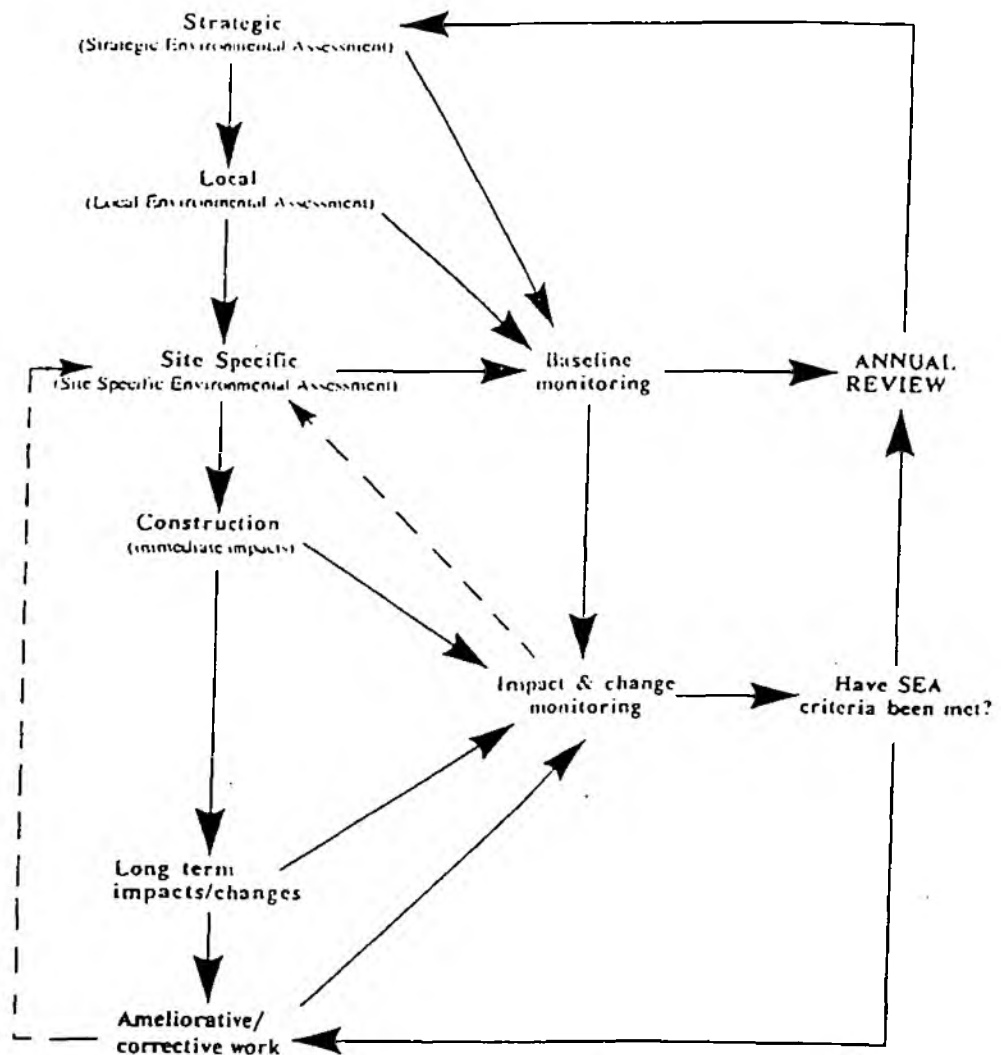 Strategic
(Strategic Environmental Assessment)
Local
(Local Environmental Assessment)
Site Specific
(Site Specific Environmental Assessment)
Baseline
monitoring
ANNUAL
REVIEW
Construction
(immediate impacts)
Impact & change
monitoring
Have SEA
criteria been met?
Long term
impacts/changes
Ameliorative/
corrective work